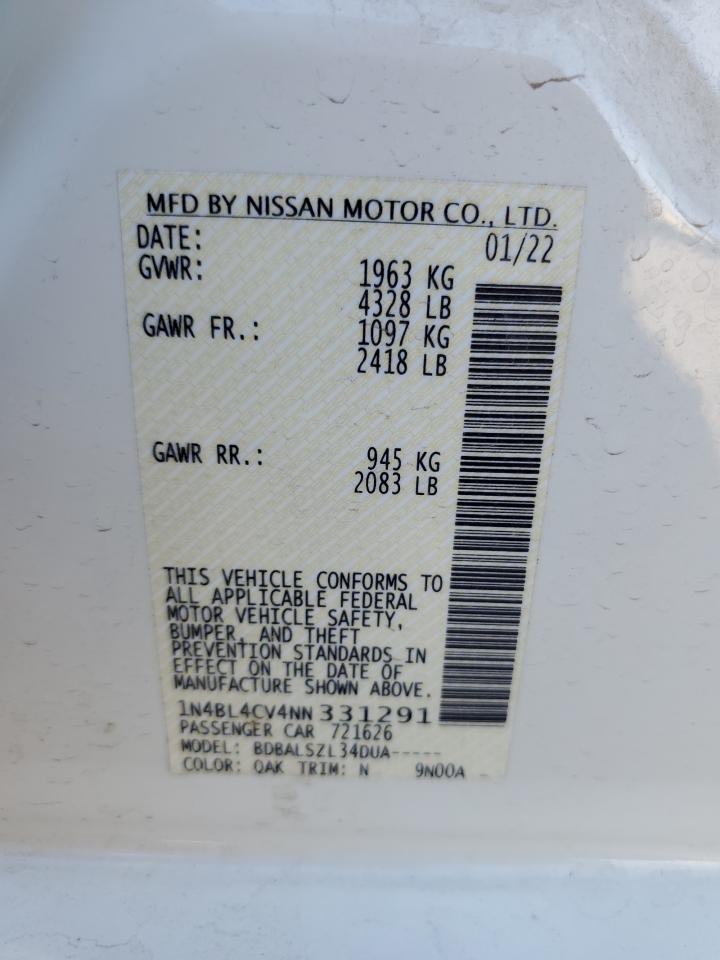 MFD BY NISSAN MOTOR CO., LTD.
DATE: 01/22
GVWR: 1963 KG
4328 LB
GAWR FR.: 1097 KG
2418 LB
GAWR RR.: 945 KG
2083 LB
THIS VEHICLE CONFORMS TO
ALL APPLICABLE FEDERAL
MOTOR VEHICLE SAFETY,
BUMPER, AND THEFT
PREVENTION STANDARDS IN
EFFECT ON THE DATE OF
MANUFACTURE SHOWN ABOVE.
1N4BL4CV4NN331291
PASSENGER CAR 721626
MODEL: BDBALSZL34DUA-----
COLOR: QAK TRIM: N 9N00A